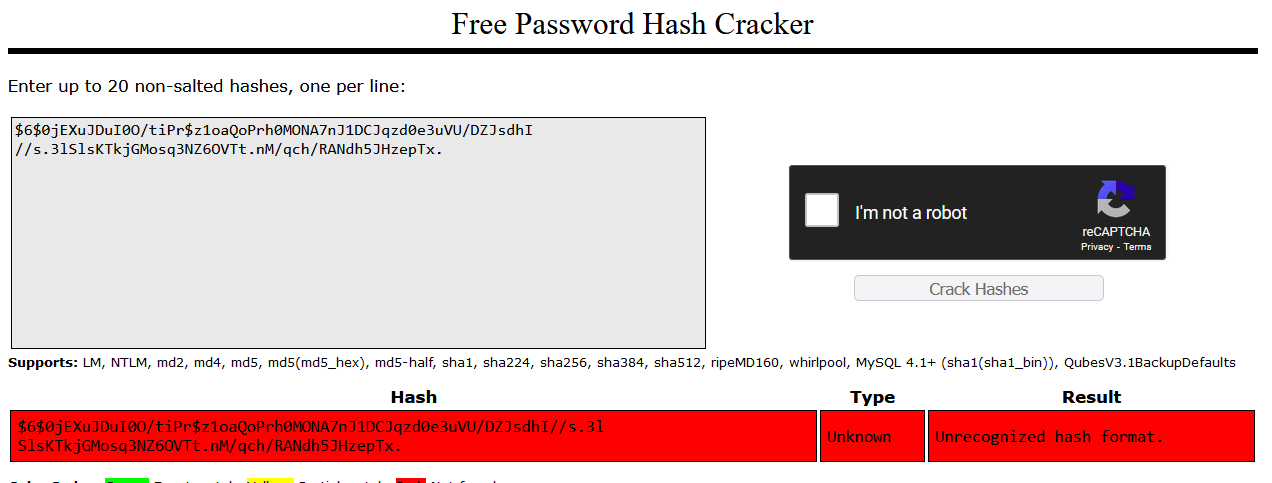 Free Password Hash Cracker
Enter up to 20 non-salted hashes, one per line:
$6$0jEXuJDuI0O/tiPr$z1oaQoPrh0MONA7nJ1DCJqzd0e3uVU/DZJsdhI
//s.3lSlsKTkjGMosq3NZ6OVTt.nM/qch/RANdh5JHzepTx.
I'm not a robot
reCAPTCHA
Privacy - Terms
Crack Hashes
Supports: LM, NTLM, md2, md4, md5, md5(md5_hex), md5-half, sha1, sha224, sha256, sha384, sha512, ripeMD160, whirlpool, MySQL 4.1+ (sha1(sha1_bin)), QubesV3.1BackupDefaults
Hash Type Result
$6$0jEXuJDuI0O/tiPr$z1oaQoPrh0MONA7nJ1DCJqzd0e3uVU/DZJsdhI//s.3l
SlsKTkjGMosq3NZ6OVTt.nM/qch/RANdh5JHzepTx.
Unknown
Unrecognized hash format.